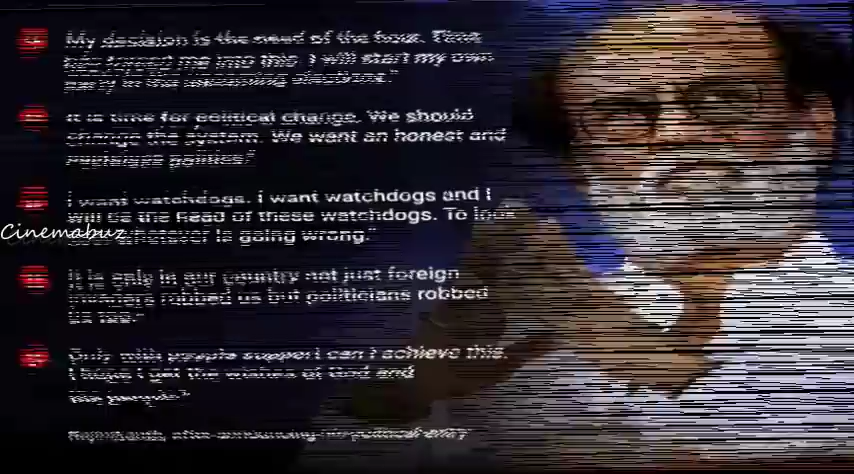 My decision is the need of the hour. Time
has forced me into this. I will start my own
party in the upcoming elections."
It is time for political change. We should
change the system. We want an honest and
politics."
I want watchdogs. I want watchdogs and I
will be the head of these watchdogs. To look
whatever is going wrong."
Cinemabuz
It is only in our country not just foreign
invaders robbed us but politicians robbed
us too."
Only with people support can I achieve this.
I hope I get the wishes of God and
the people"
after announcing his political entry